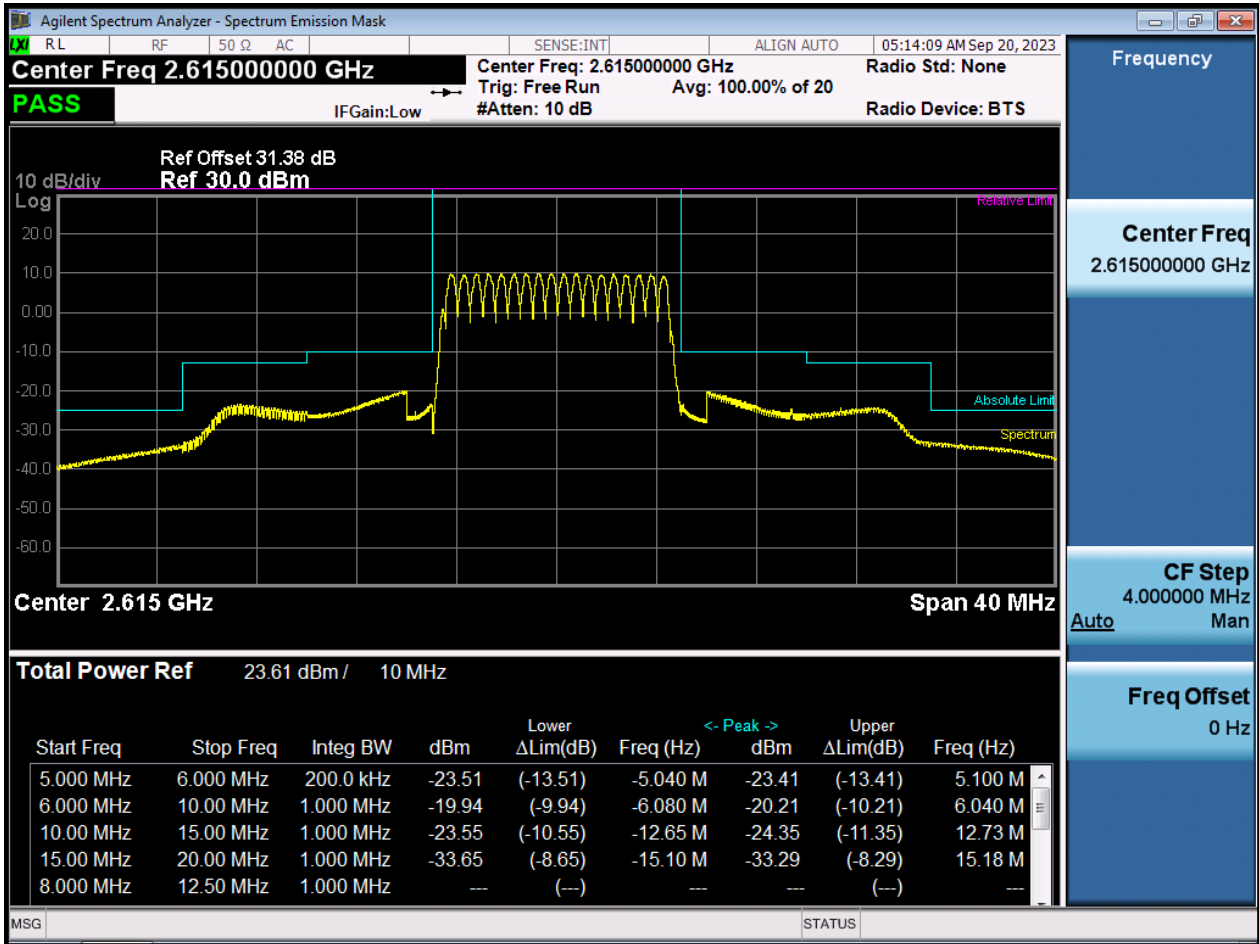 Agilent Spectrum Analyzer - Spectrum Emission Mask
LXI RL RF 50 Ω AC SENSE:INT ALIGN AUTO 05:14:09 AM Sep 20, 2023
Center Freq 2.615000000 GHz
PASS
IFGain:Low
Center Freq: 2.615000000 GHz
Trig: Free Run Avg: 100.00% of 20
#Atten: 10 dB
Radio Std: None
Radio Device: BTS
Ref Offset 31.38 dB
10 dB/div Ref 30.0 dBm
Log
Relative Limit
20.0
10.0
0.00
-10.0
-20.0
Absolute Limit
-30.0
Spectrum
-40.0
-50.0
-60.0
Center 2.615 GHz Span 40 MHz
Total Power Ref 23.61 dBm / 10 MHz
Lower <- Peak -> Upper
Start Freq Stop Freq Integ BW dBm ΔLim(dB) Freq (Hz) dBm ΔLim(dB) Freq (Hz)
5.000 MHz 6.000 MHz 200.0 kHz -23.51 (-13.51) -5.040 M -23.41 (-13.41) 5.100 M
6.000 MHz 10.00 MHz 1.000 MHz -19.94 (-9.94) -6.080 M -20.21 (-10.21) 6.040 M
10.00 MHz 15.00 MHz 1.000 MHz -23.55 (-10.55) -12.65 M -24.35 (-11.35) 12.73 M
15.00 MHz 20.00 MHz 1.000 MHz -33.65 (-8.65) -15.10 M -33.29 (-8.29) 15.18 M
8.000 MHz 12.50 MHz 1.000 MHz --- (---) --- --- (---) ---
MSG STATUS
Frequency
Center Freq
2.615000000 GHz
CF Step
4.000000 MHz
Auto Man
Freq Offset
0 Hz